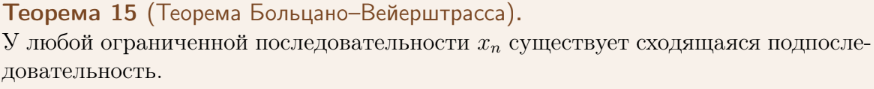 Теорема 15 (Теорема Больцано–Вейерштрасса).
У любой ограниченной последовательности xₙ существует сходящаяся подпосле-
довательность.